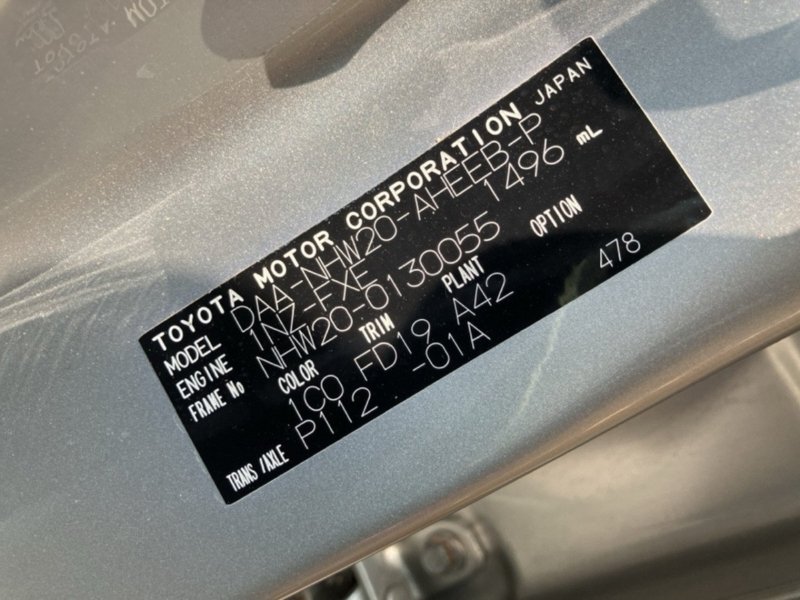 TOYOTA MOTOR CORPORATION JAPAN
MODEL DAA-NHW20-AHEEB-P
ENGINE 1NZ-FXE 1496 mL
FRAME No NHW20-0130055
COLOR TRIM PLANT OPTION
1C0 FD19 A42 478
TRANS/AXLE P112 -01A